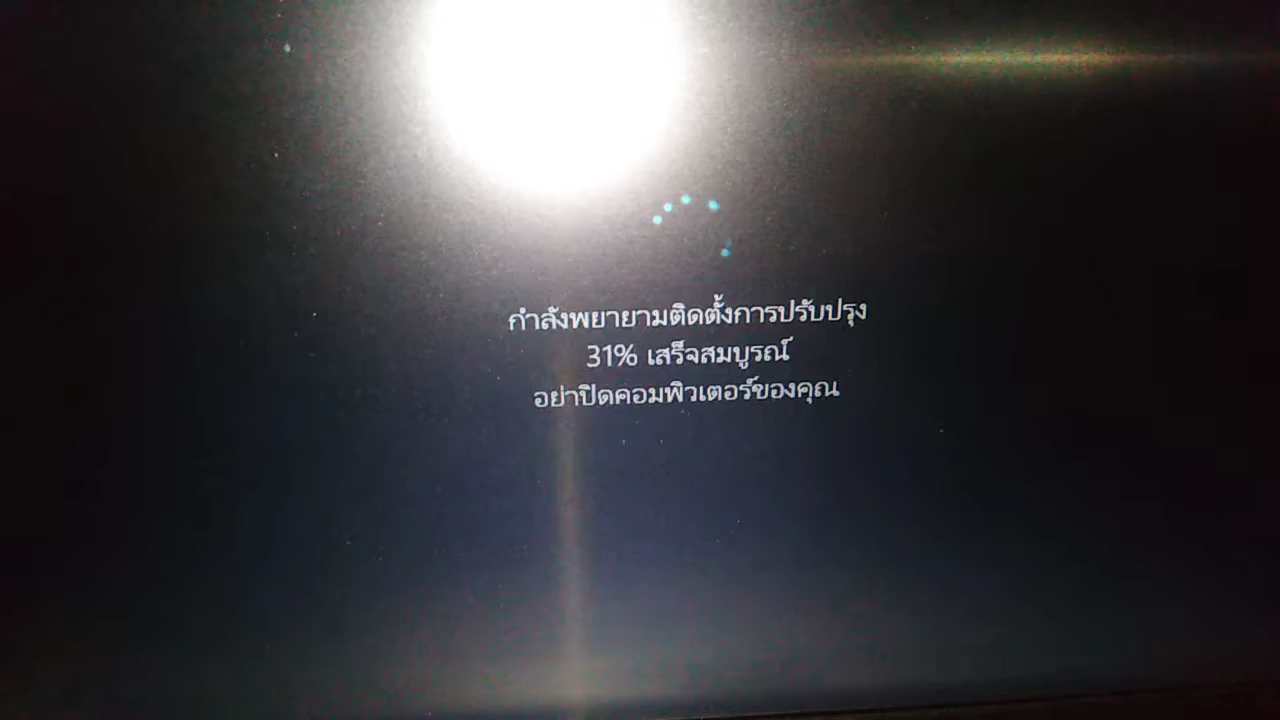 กำลังพยายามติดตั้งการปรับปรุง
31% เสร็จสมบูรณ์
อย่าปิดคอมพิวเตอร์ของคุณ